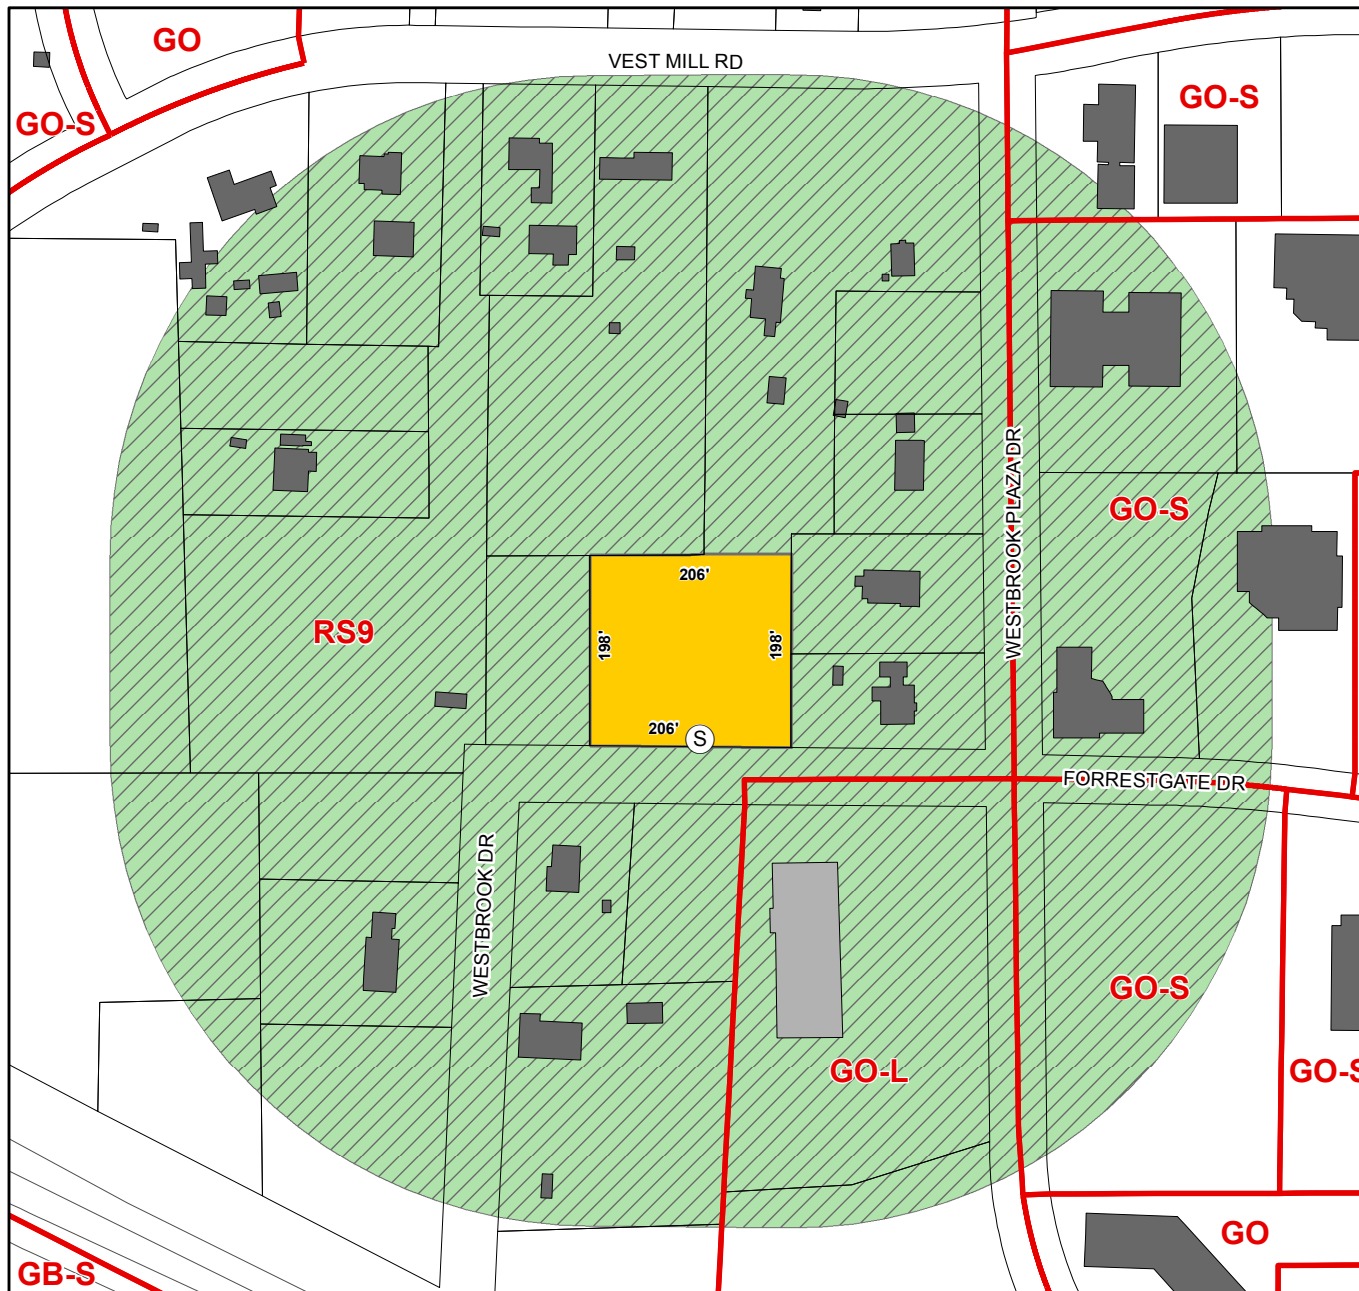 GO
VEST MILL RD
GO-S
GO-S
WESTBROOK PLAZA DR
GO-S
206'
198'
198'
RS9
206'
S
FORRESTGATE DR
WESTBROOK DR
GO-S
GO-L
GO-S
GO
GB-S